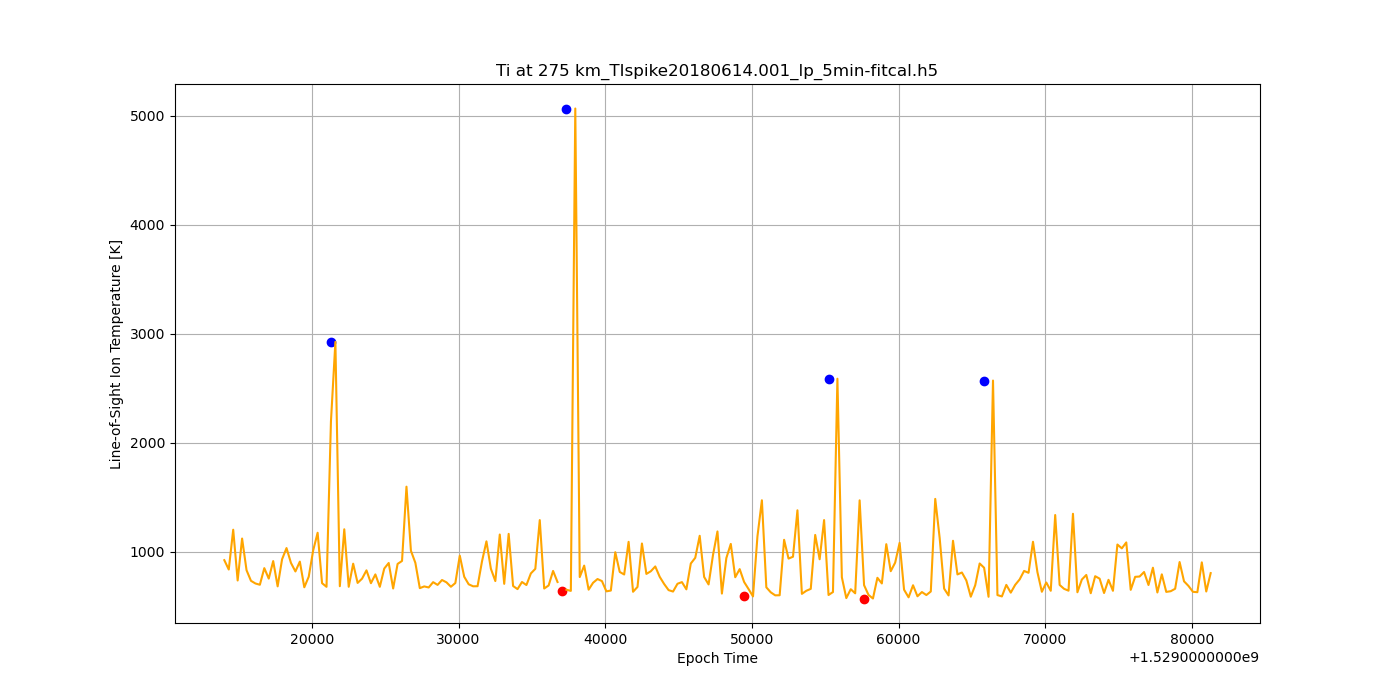 Ti at 275 km_TIspike20180614.001_lp_5min-fitcal.h5
5000
4000
3000
2000
1000
Line-of-Sight Ion Temperature [K]
20000 30000 40000 50000 60000 70000 80000
Epoch Time
+1.5290000000e9